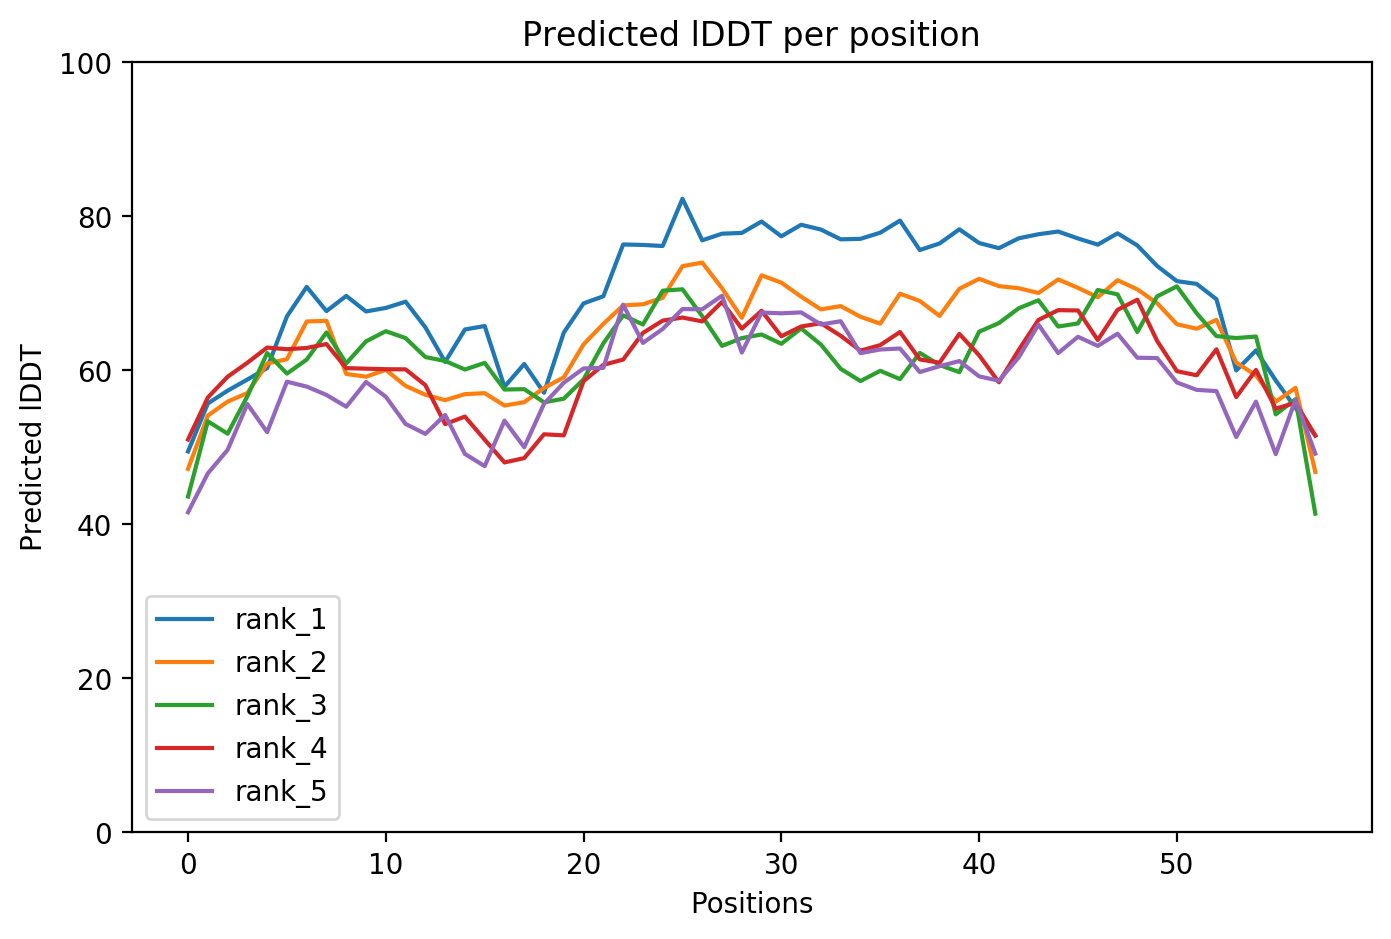 Predicted lDDT per position
Predicted lDDT
100
80
60
40
20
0
rank_1
rank_2
rank_3
rank_4
rank_5
0 10 20 30 40 50
Positions